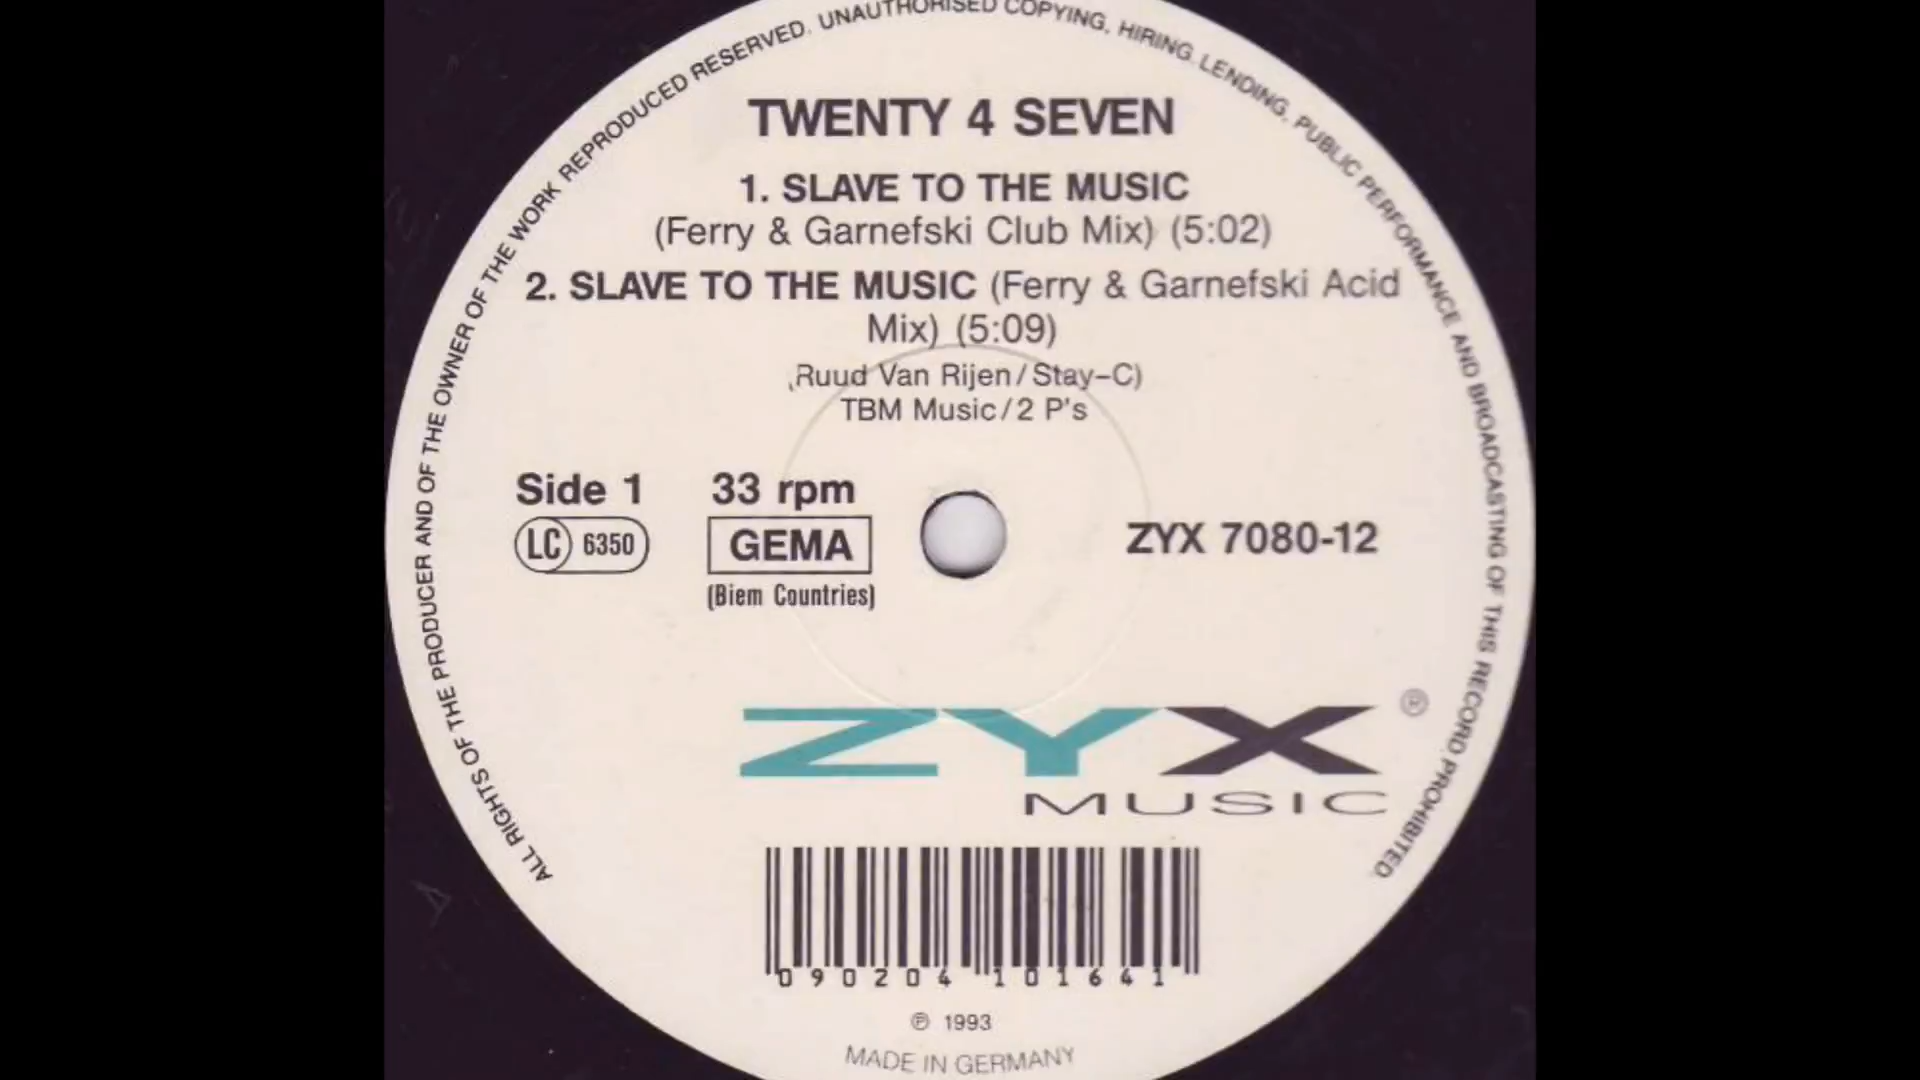 ALL RIGHTS OF THE PRODUCER AND OF THE OWNER OF THE WORK REPRODUCED RESERVED. UNAUTHORISED COPYING, HIRING, LENDING, PUBLIC PERFORMANCE AND BROADCASTING OF THIS RECORD PROHIBITED.
TWENTY 4 SEVEN
1. SLAVE TO THE MUSIC
(Ferry & Garnefski Club Mix) (5:02)
2. SLAVE TO THE MUSIC (Ferry & Garnefski Acid
Mix) (5:09)
(Ruud Van Rijen/Stay-C)
TBM Music/2 P's
Side 1 33 rpm
LC 6350 GEMA ZYX 7080-12
(Biem Countries)
ZYX ®
MUSIC
090204 101641
℗ 1993
MADE IN GERMANY